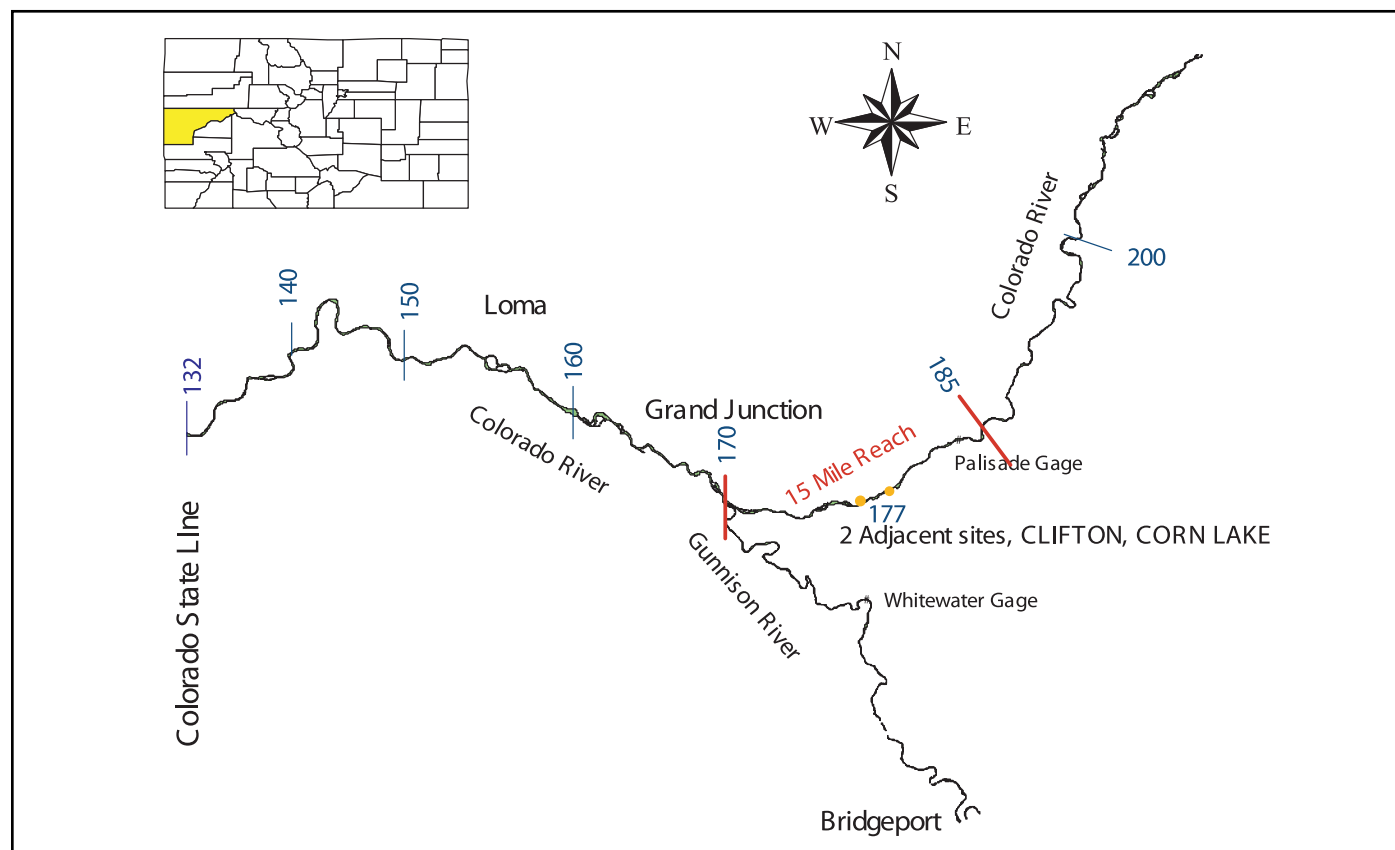 N
W
E
S
Colorado River
200
140
150
Loma
132
160
185
Grand Junction
Colorado River
170
15 Mile Reach
Palisade Gage
177
2 Adjacent sites, CLIFTON, CORN LAKE
Colorado State LIne
Gunnison River
Whitewater Gage
Bridgeport